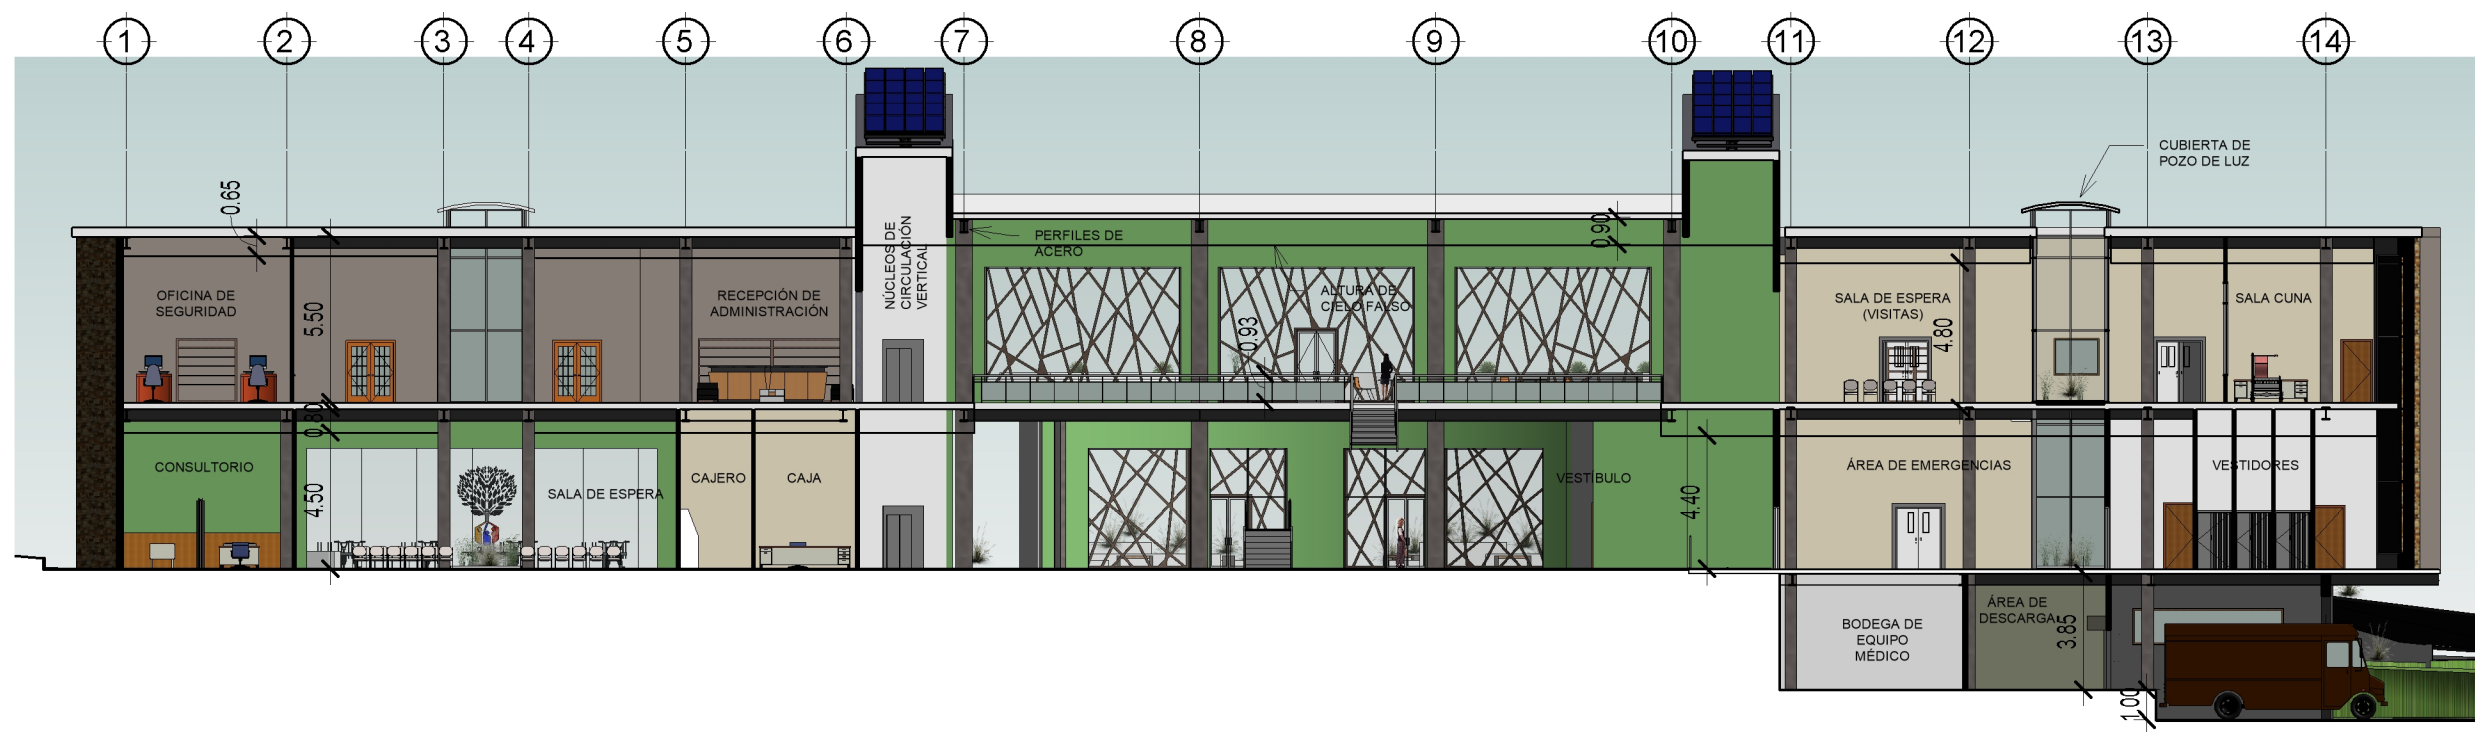 1 2 3 4 5 6 7 8 9 10 11 12 13 14
CUBIERTA DE
POZO DE LUZ
0.65
NÚCLEOS DE
CIRCULACIÓN
VERTICAL
PERFILES DE
ACERO
0.90
OFICINA DE
SEGURIDAD
5.50
RECEPCIÓN DE
ADMINISTRACIÓN
ALTURA DE
CIELO FALSO
0.93
SALA DE ESPERA
(VISITAS)
4.80
SALA CUNA
0.80
CONSULTORIO
4.50
SALA DE ESPERA
CAJERO
CAJA
VESTÍBULO
4.40
ÁREA DE EMERGENCIAS
VESTIDORES
BODEGA DE
EQUIPO
MÉDICO
ÁREA DE
DESCARGA
3.85
1.00